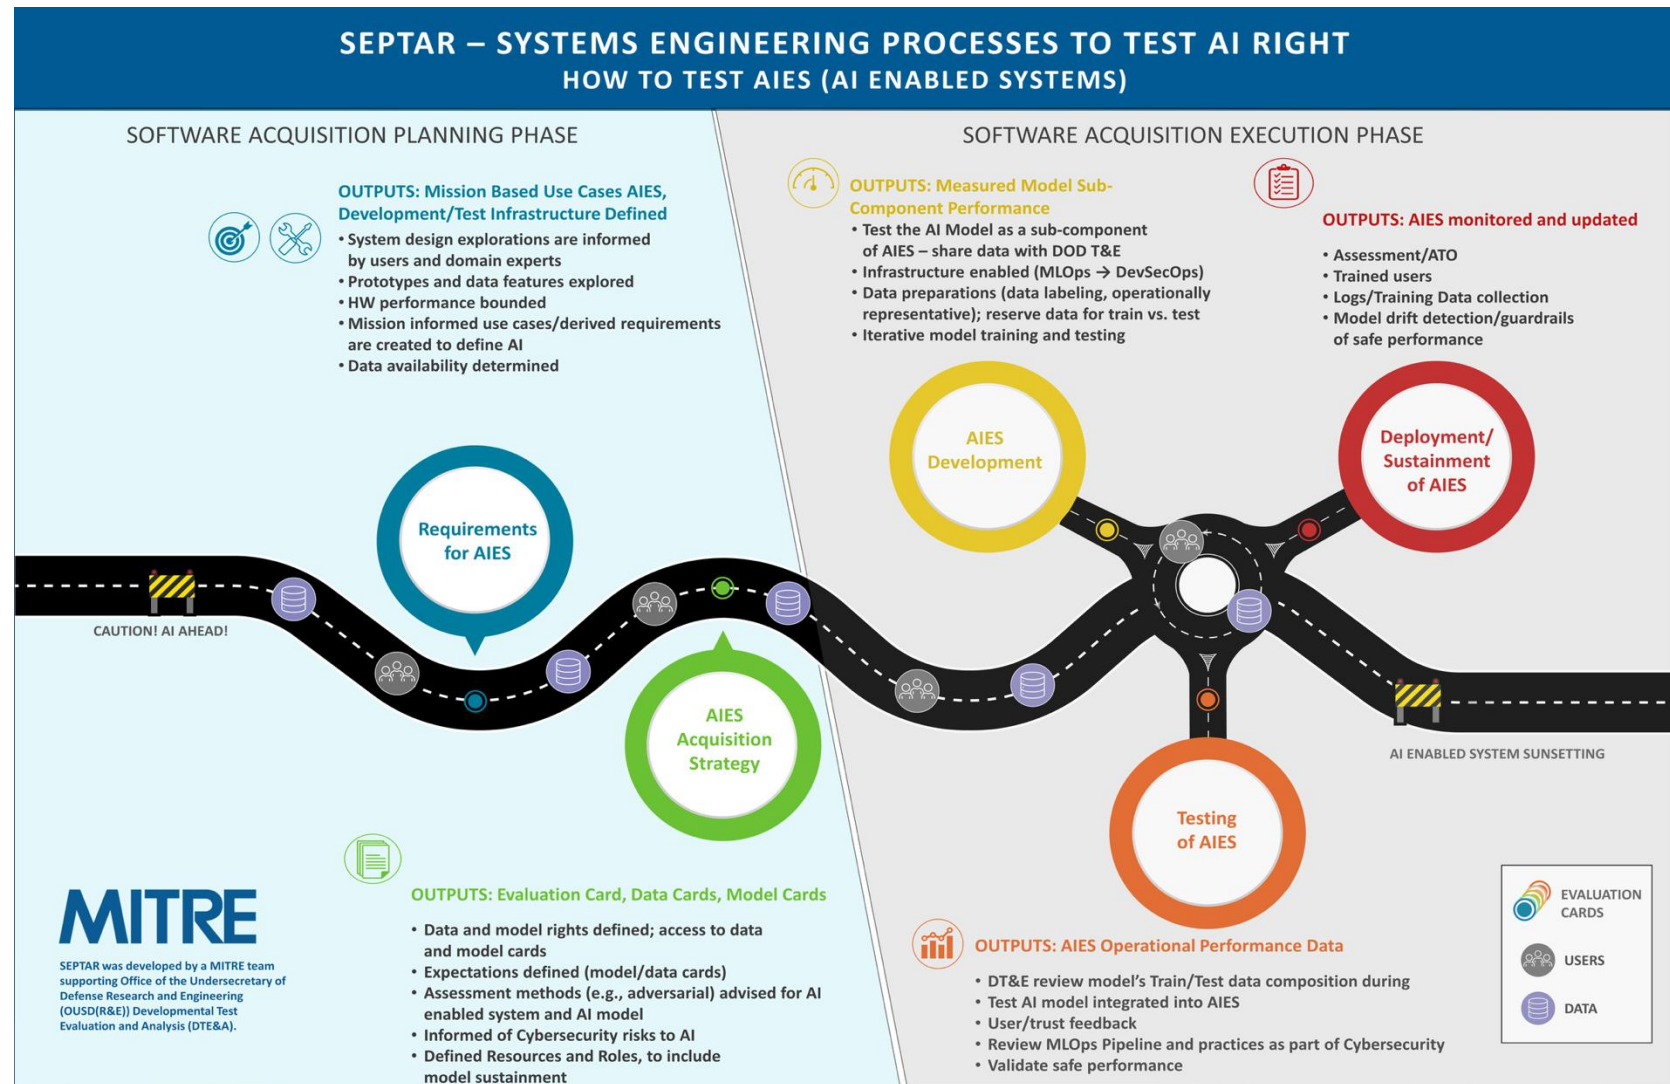 SEPTAR – SYSTEMS ENGINEERING PROCESSES TO TEST AI RIGHT
HOW TO TEST AIES (AI ENABLED SYSTEMS)
SOFTWARE ACQUISITION PLANNING PHASE
OUTPUTS: Mission Based Use Cases AIES,
Development/Test Infrastructure Defined
• System design explorations are informed
by users and domain experts
• Prototypes and data features explored
• HW performance bounded
• Mission informed use cases/derived requirements
are created to define AI
• Data availability determined
Requirements
for AIES
CAUTION! AI AHEAD!
AIES
Acquisition
Strategy
OUTPUTS: Evaluation Card, Data Cards, Model Cards
• Data and model rights defined; access to data
and model cards
• Expectations defined (model/data cards)
• Assessment methods (e.g., adversarial) advised for AI
enabled system and AI model
• Informed of Cybersecurity risks to AI
• Defined Resources and Roles, to include
model sustainment
MITRE
SEPTAR was developed by a MITRE team
supporting Office of the Undersecretary of
Defense Research and Engineering
(OUSD(R&E)) Developmental Test
Evaluation and Analysis (DTE&A).
SOFTWARE ACQUISITION EXECUTION PHASE
OUTPUTS: Measured Model Sub-
Component Performance
• Test the AI Model as a sub-component
of AIES – share data with DOD T&E
• Infrastructure enabled (MLOps → DevSecOps)
• Data preparations (data labeling, operationally
representative); reserve data for train vs. test
• Iterative model training and testing
OUTPUTS: AIES monitored and updated
• Assessment/ATO
• Trained users
• Logs/Training Data collection
• Model drift detection/guardrails
of safe performance
AIES
Development
Deployment/
Sustainment
of AIES
AI ENABLED SYSTEM SUNSETTING
Testing
of AIES
OUTPUTS: AIES Operational Performance Data
• DT&E review model's Train/Test data composition during
• Test AI model integrated into AIES
• User/trust feedback
• Review MLOps Pipeline and practices as part of Cybersecurity
• Validate safe performance
EVALUATION
CARDS
USERS
DATA